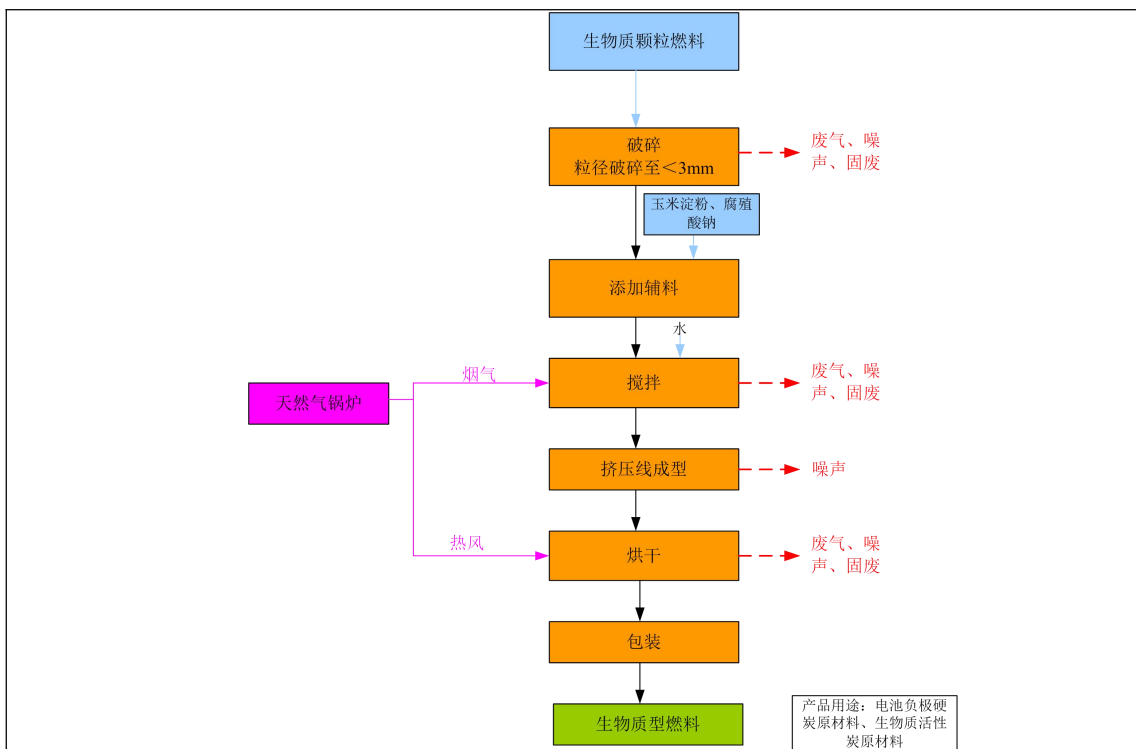 生物质颗粒燃料
破碎
粒径破碎至＜3mm
废气、噪
声、固废
玉米淀粉、腐殖
酸钠
添加辅料
水
烟气
搅拌
废气、噪
声、固废
天然气锅炉
挤压线成型
噪声
热风
烘干
废气、噪
声、固废
包装
生物质型燃料
产品用途：电池负极硬
炭原材料、生物质活性
炭原材料